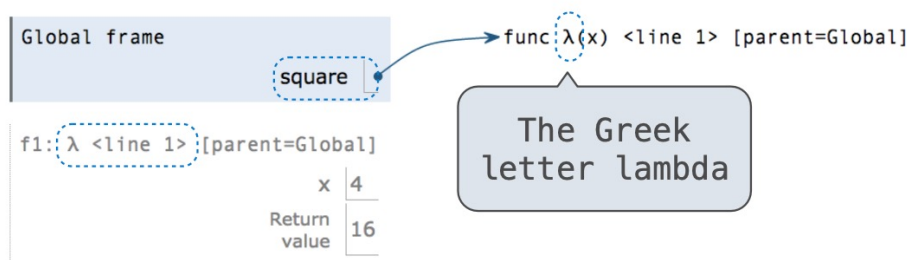 Global frame
func λ(x) <line 1> [parent=Global]
square
The Greek
letter lambda
f1: λ <line 1> [parent=Global]
x 4
Return
value 16